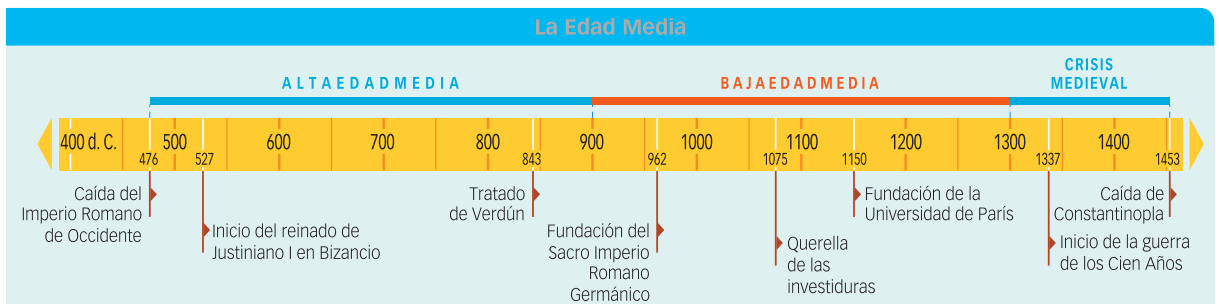 La Edad Media
ALTAEDADMEDIA
BAJAEDADMEDIA
CRISIS
MEDIEVAL
400 d. C. 500 600 700 800 900 1000 1100 1200 1300 1400
476 527 843 962 1075 1150 1337 1453
Caída del
Imperio Romano
de Occidente
Inicio del reinado de
Justiniano I en Bizancio
Tratado
de Verdún
Fundación del
Sacro Imperio
Romano
Germánico
Querella
de las
investiduras
Fundación de la
Universidad de París
Inicio de la guerra
de los Cien Años
Caída de
Constantinopla